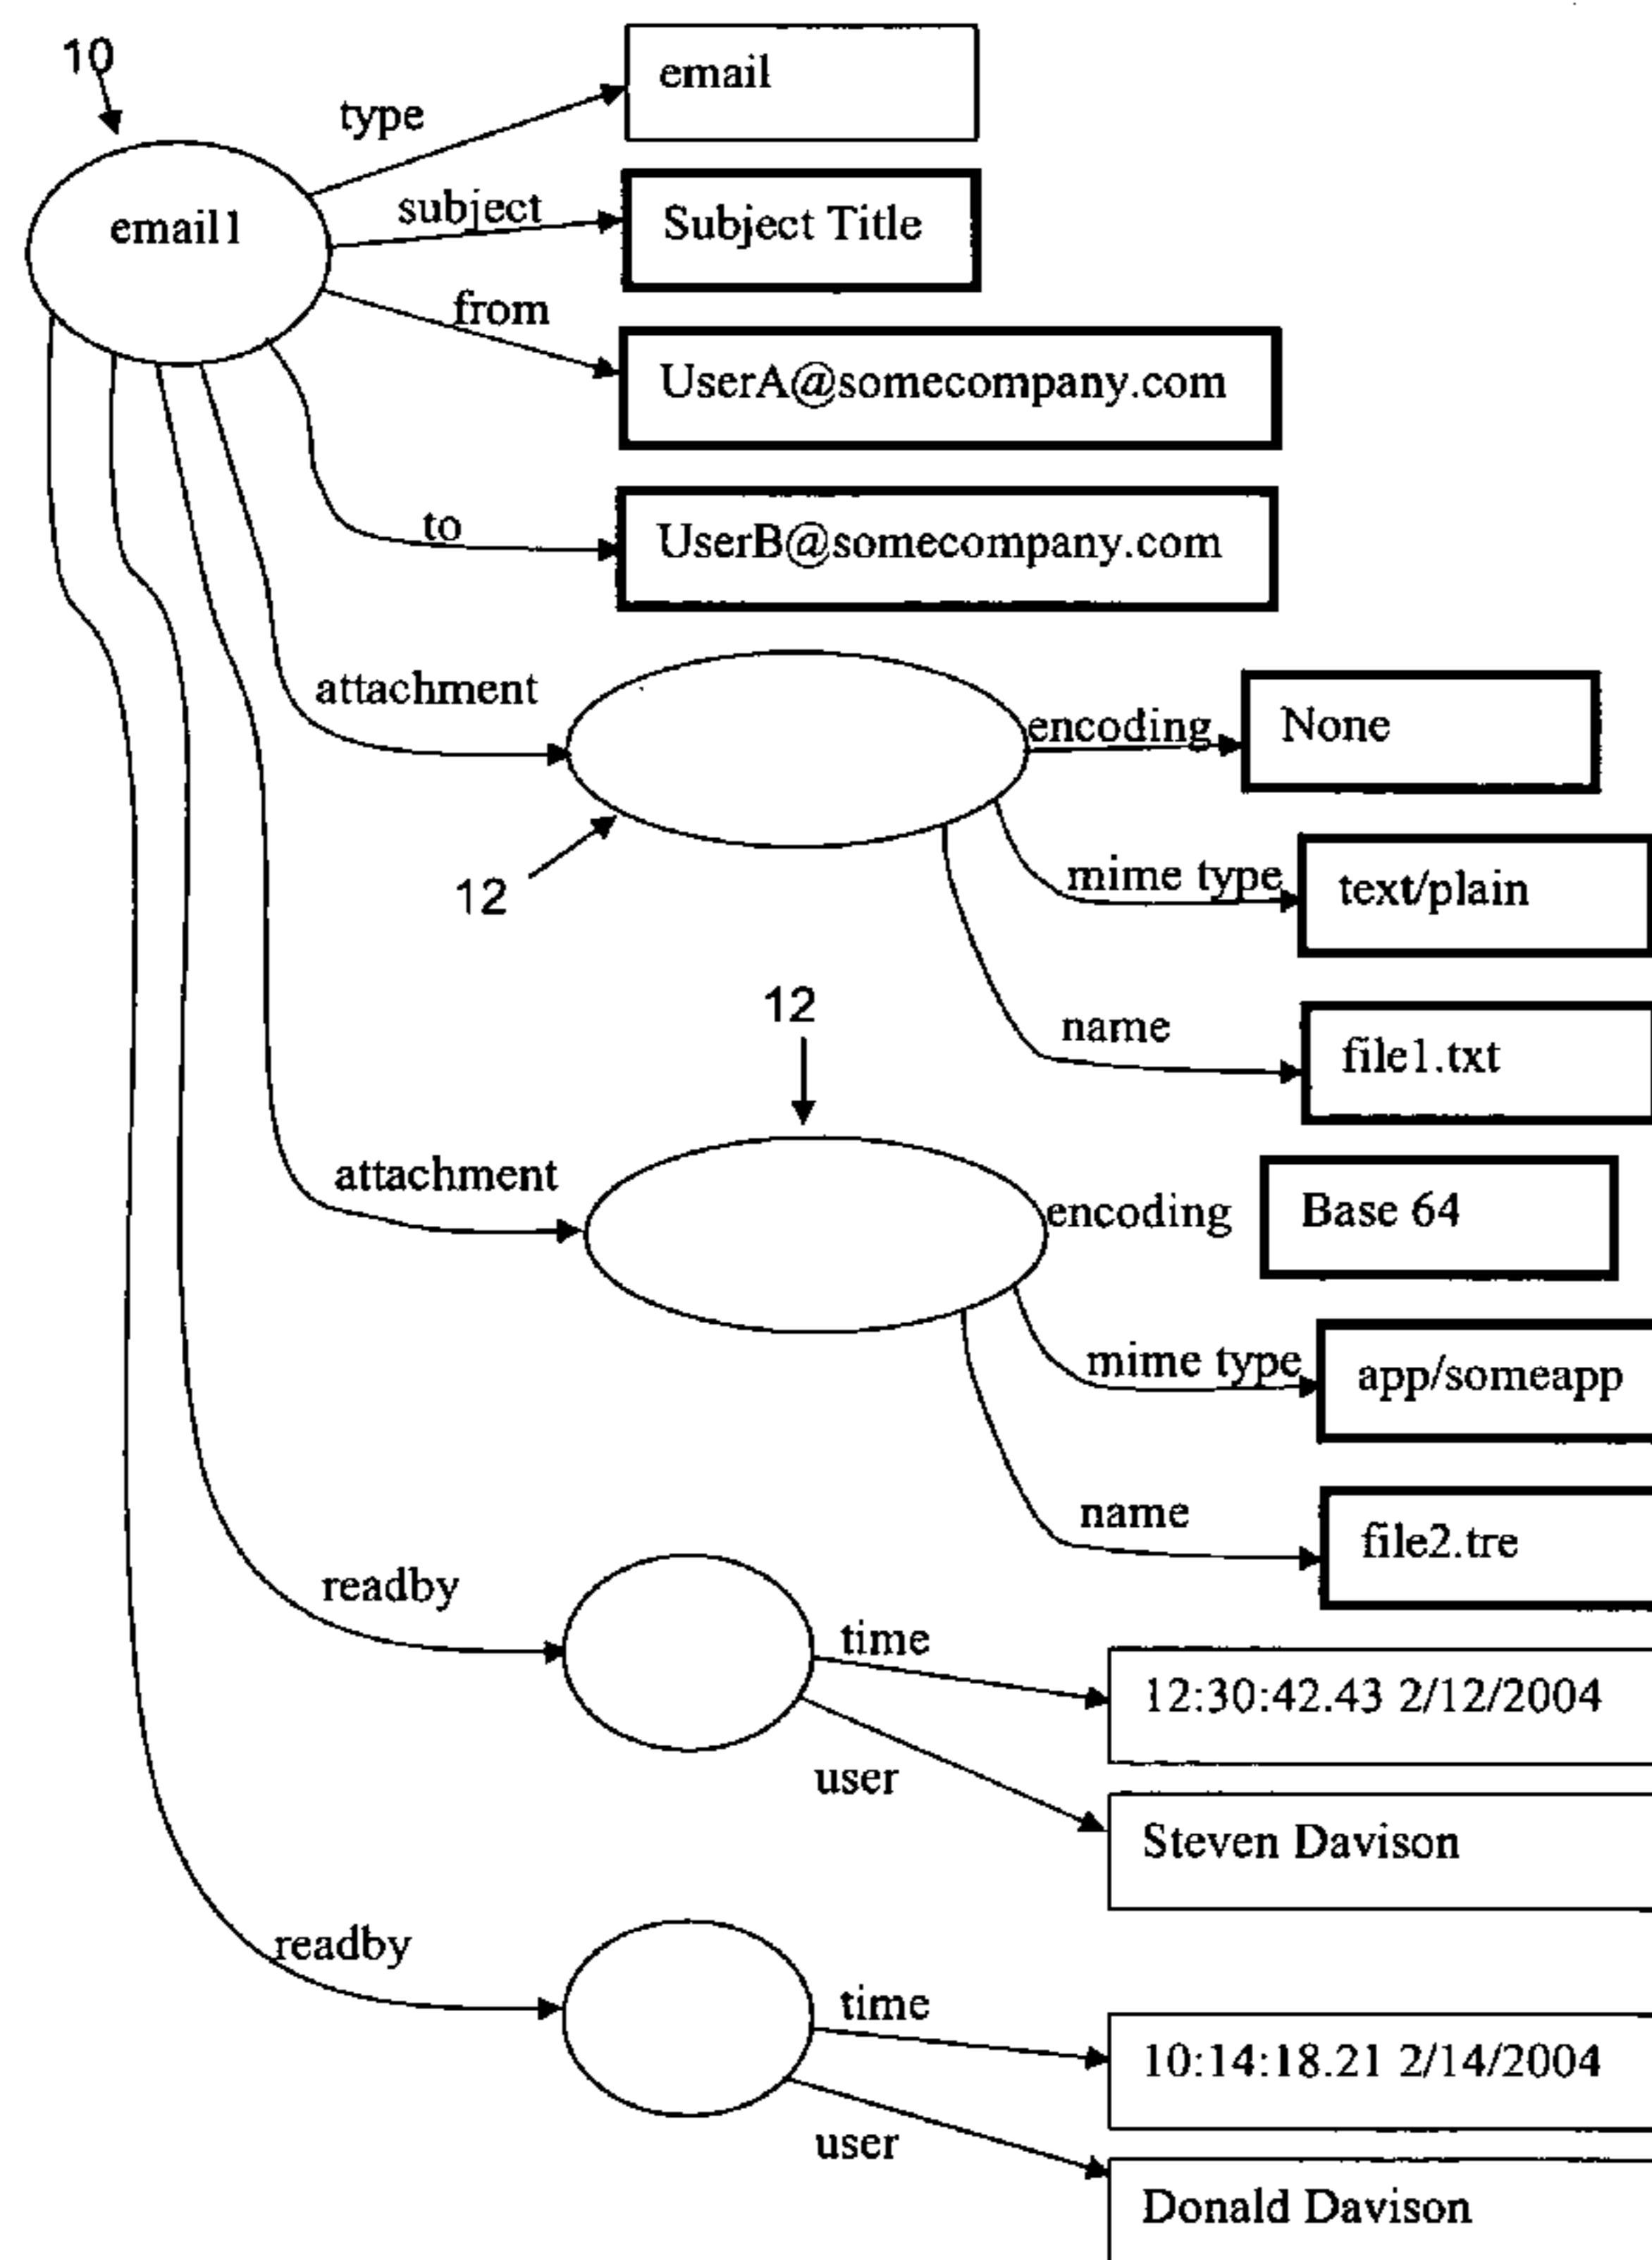 10
email
type
email1
subject
Subject Title
from
UserA@somecompany.com
to
UserB@somecompany.com
attachment
encoding
None
12
mime type
text/plain
name
file1.txt
12
attachment
encoding
Base 64
mime type
app/someapp
name
file2.tre
readby
time
12:30:42.43 2/12/2004
user
Steven Davison
readby
time
10:14:18.21 2/14/2004
user
Donald Davison